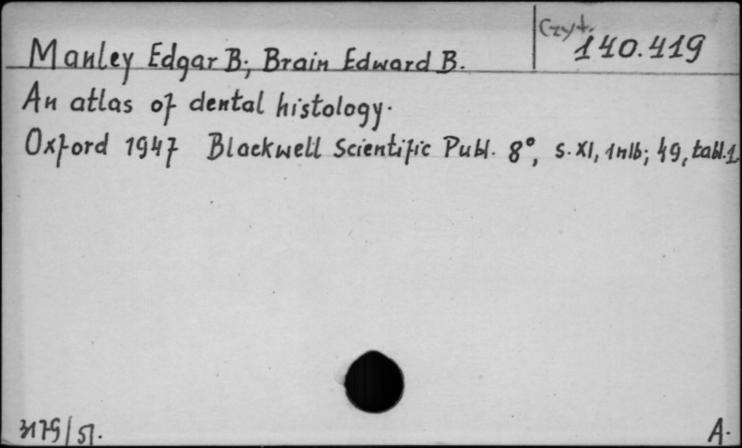 Czyt.
140.419
Manley Edgar B; Brain Edward B.
An atlas of dental histology.
Oxford 1947 Blackwell Scientific Publ. 8°, s. XI, 1nlb; 49, tabl. 1
3175/51. A.